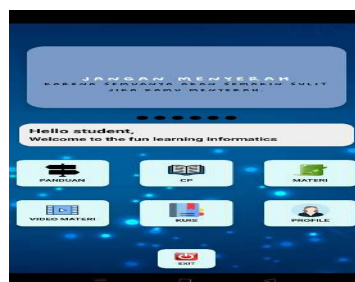 JANGAN MENYERAH
KARENA SEMUANYA AKAN SEMAKIN SULIT
JIKA KAMU MENYERAH.
Hello student,
Welcome to the fun learning informatics
PANDUAN
CP
MATERI
VIDEO MATERI
KUIS
PROFILE
EXIT